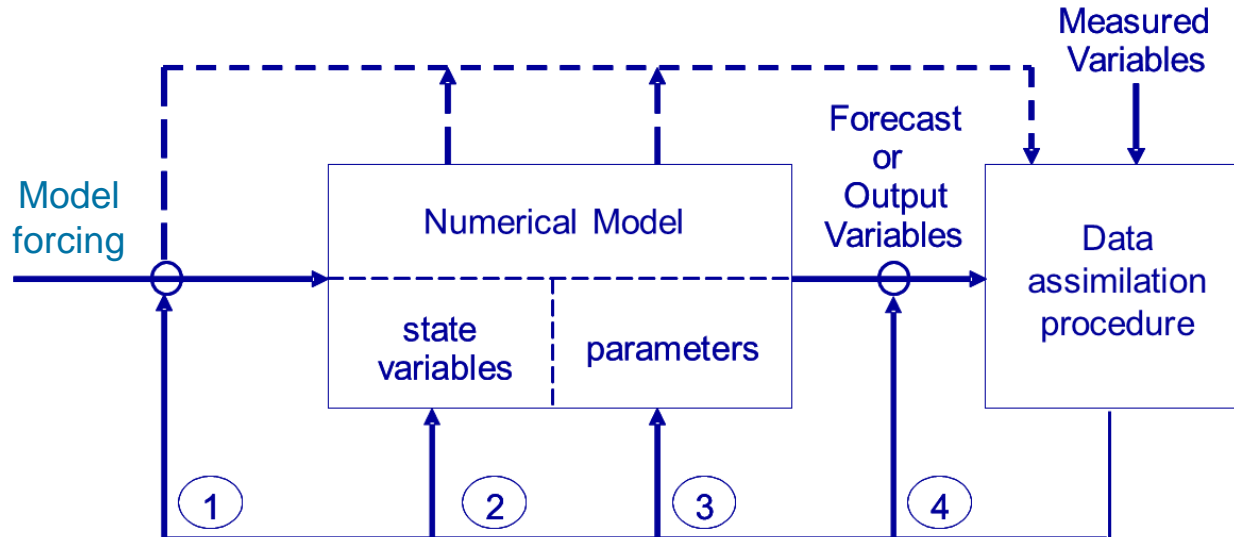 Measured
Variables
Forecast
or
Output
Variables
Model
forcing
Numerical Model
Data
assimilation
procedure
state
variables
parameters
1
2
3
4